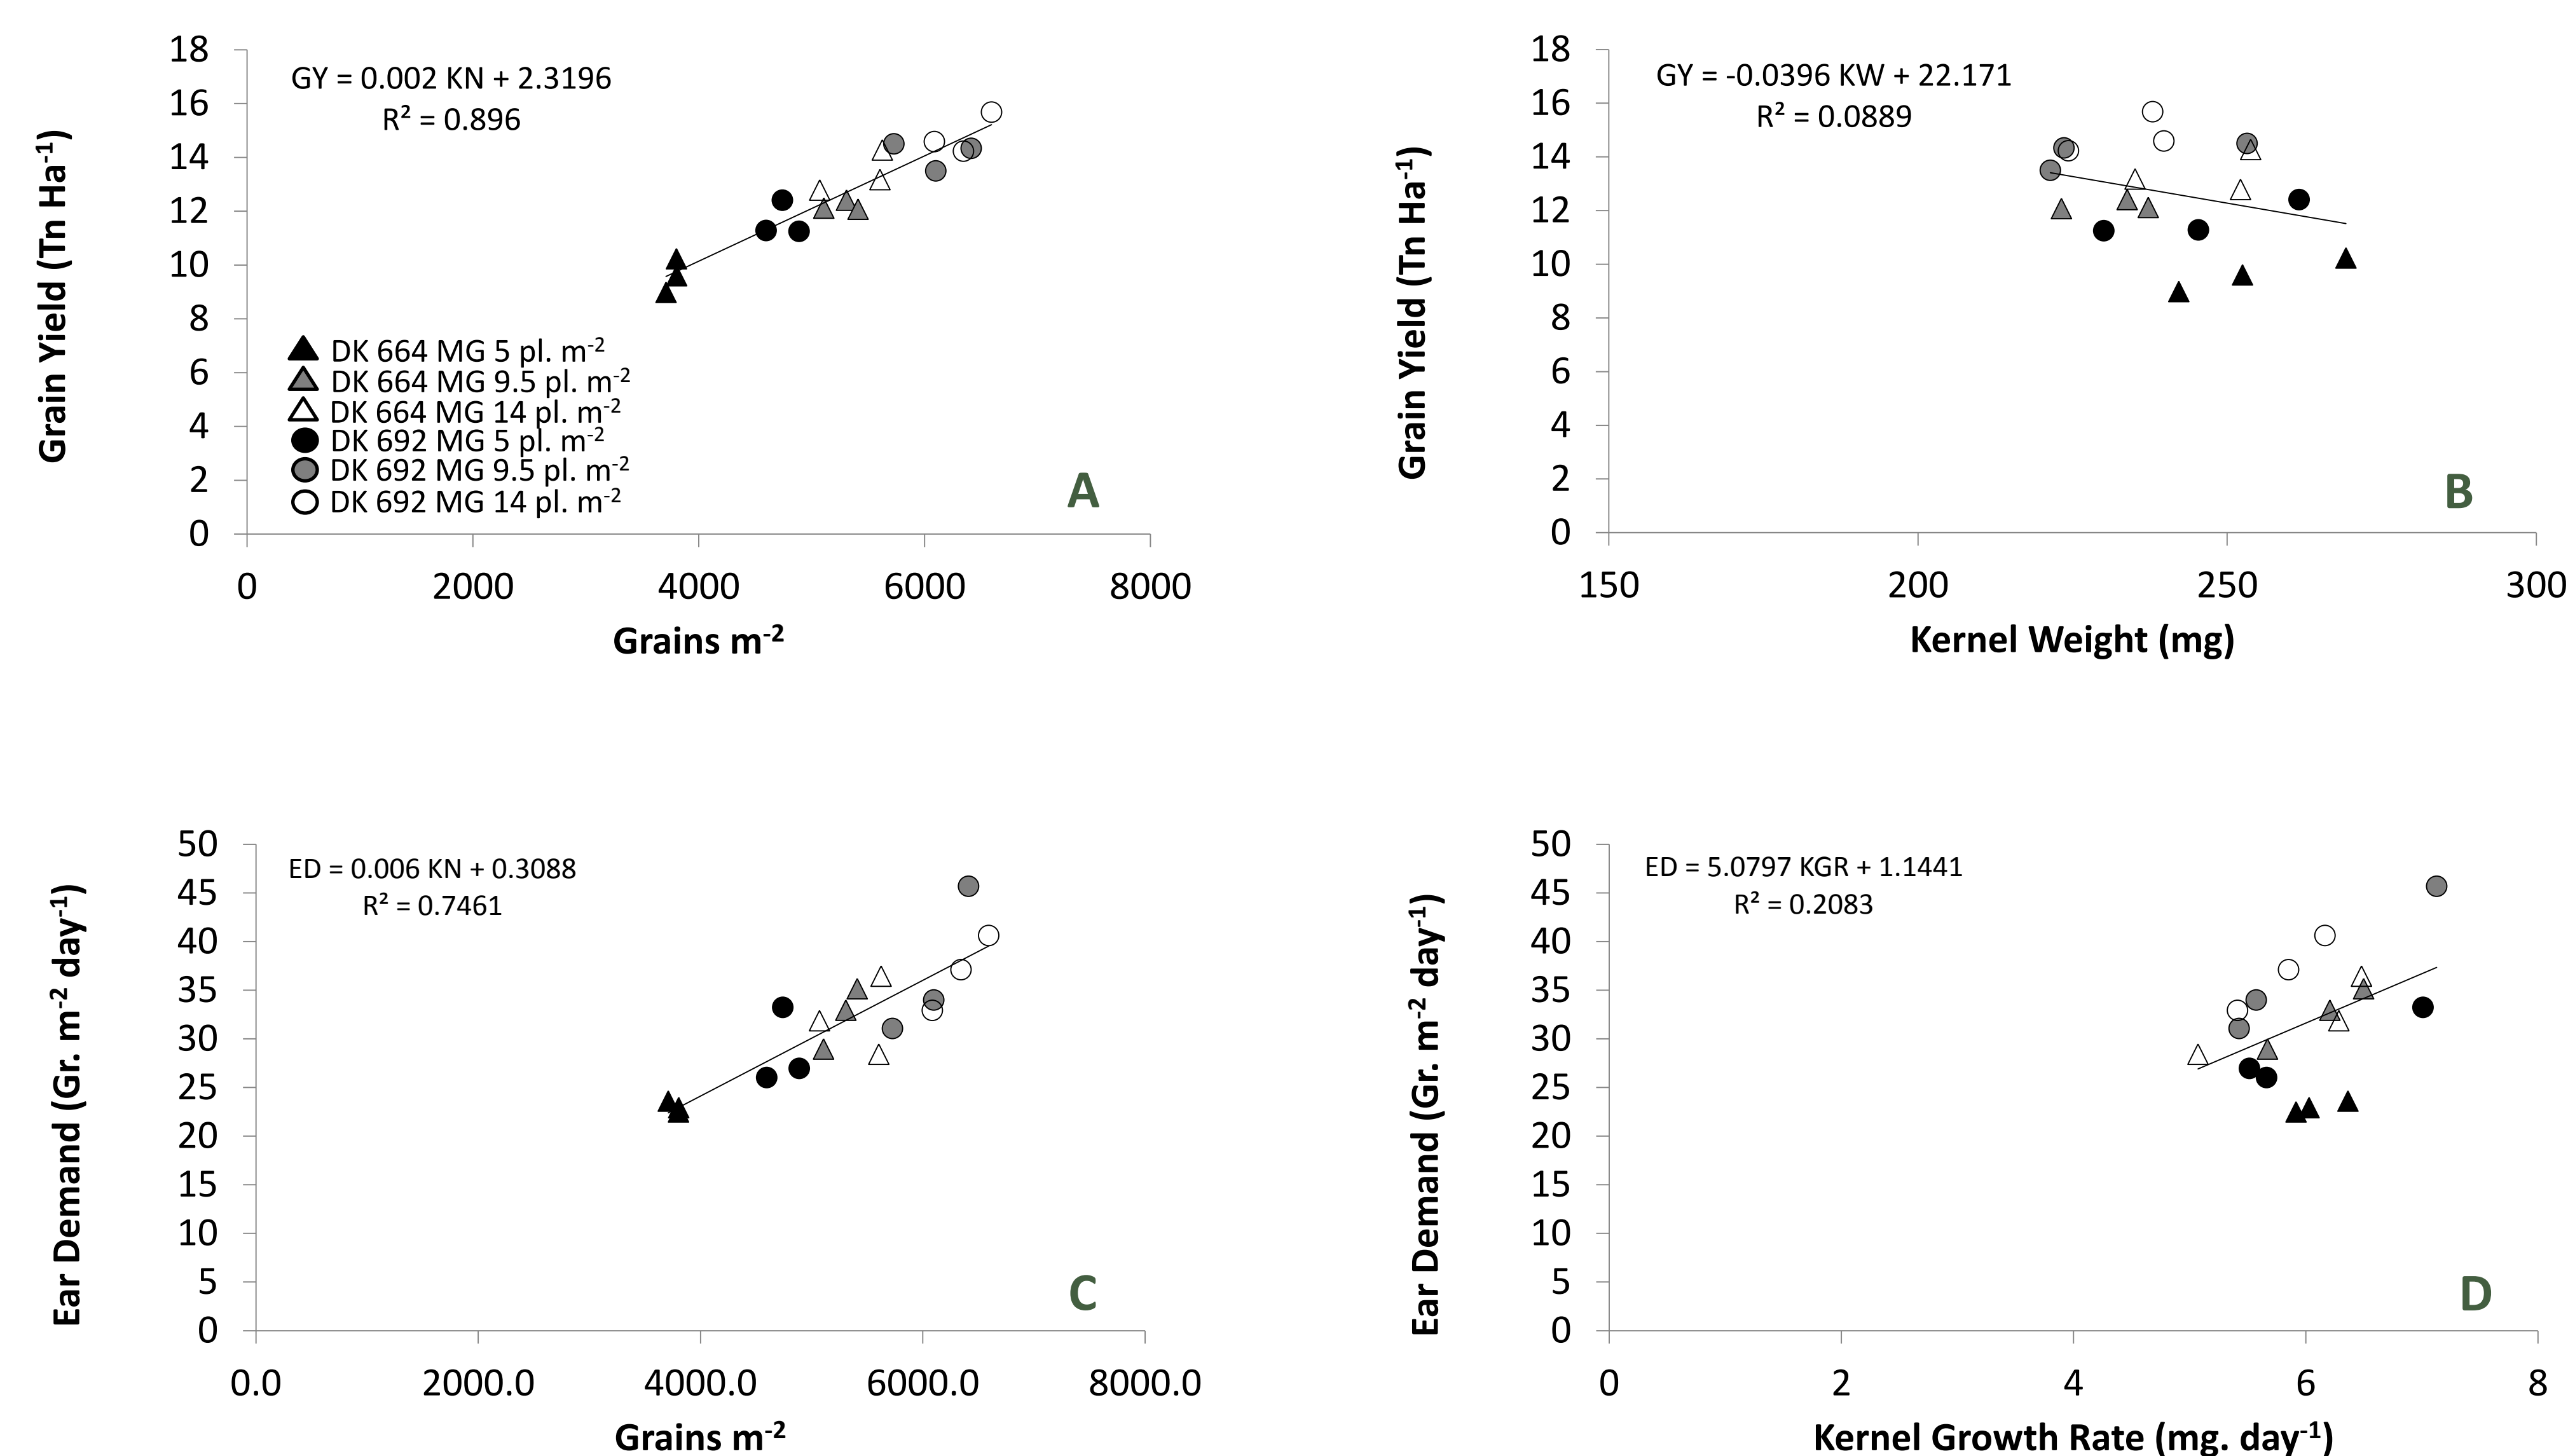 GY = 0.002 KN + 2.3196
R² = 0.896
18
16
14
12
10
8
6
4
2
0
Grain Yield (Tn Ha⁻¹)
DK 664 MG 5 pl. m⁻²
DK 664 MG 9.5 pl. m⁻²
DK 664 MG 14 pl. m⁻²
DK 692 MG 5 pl. m⁻²
DK 692 MG 9.5 pl. m⁻²
DK 692 MG 14 pl. m⁻²
A
0 2000 4000 6000 8000
Grains m⁻²
GY = -0.0396 KW + 22.171
R² = 0.0889
18
16
14
12
10
8
6
4
2
0
Grain Yield (Tn Ha⁻¹)
B
150 200 250 300
Kernel Weight (mg)
ED = 0.006 KN + 0.3088
R² = 0.7461
50
45
40
35
30
25
20
15
10
5
0
Ear Demand (Gr. m⁻² day⁻¹)
C
0.0 2000.0 4000.0 6000.0 8000.0
Grains m⁻²
ED = 5.0797 KGR + 1.1441
R² = 0.2083
50
45
40
35
30
25
20
15
10
5
0
Ear Demand (Gr. m⁻² day⁻¹)
D
0 2 4 6 8
Kernel Growth Rate (mg. day⁻¹)